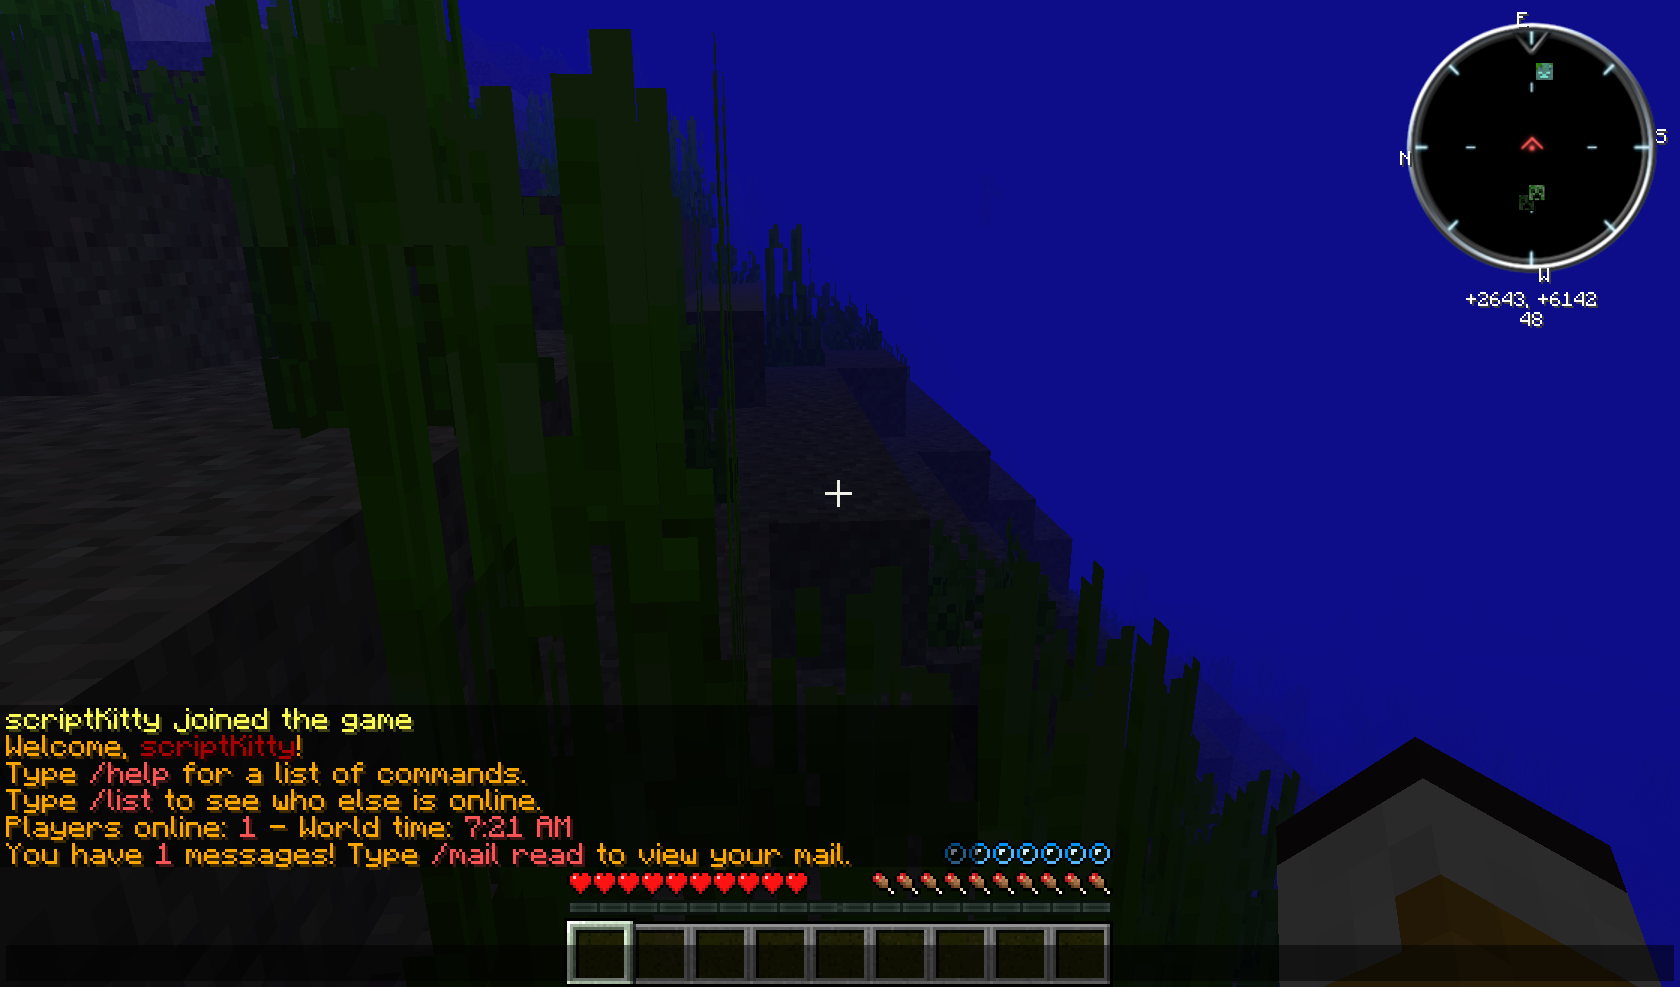 E
S
N
W
+2643, +6142
48
scriptKitty joined the game
Welcome, scriptKitty!
Type /help for a list of commands.
Type /list to see who else is online.
Players online: 1 - World time: 7:21 AM
You have 1 messages! Type /mail read to view your mail.